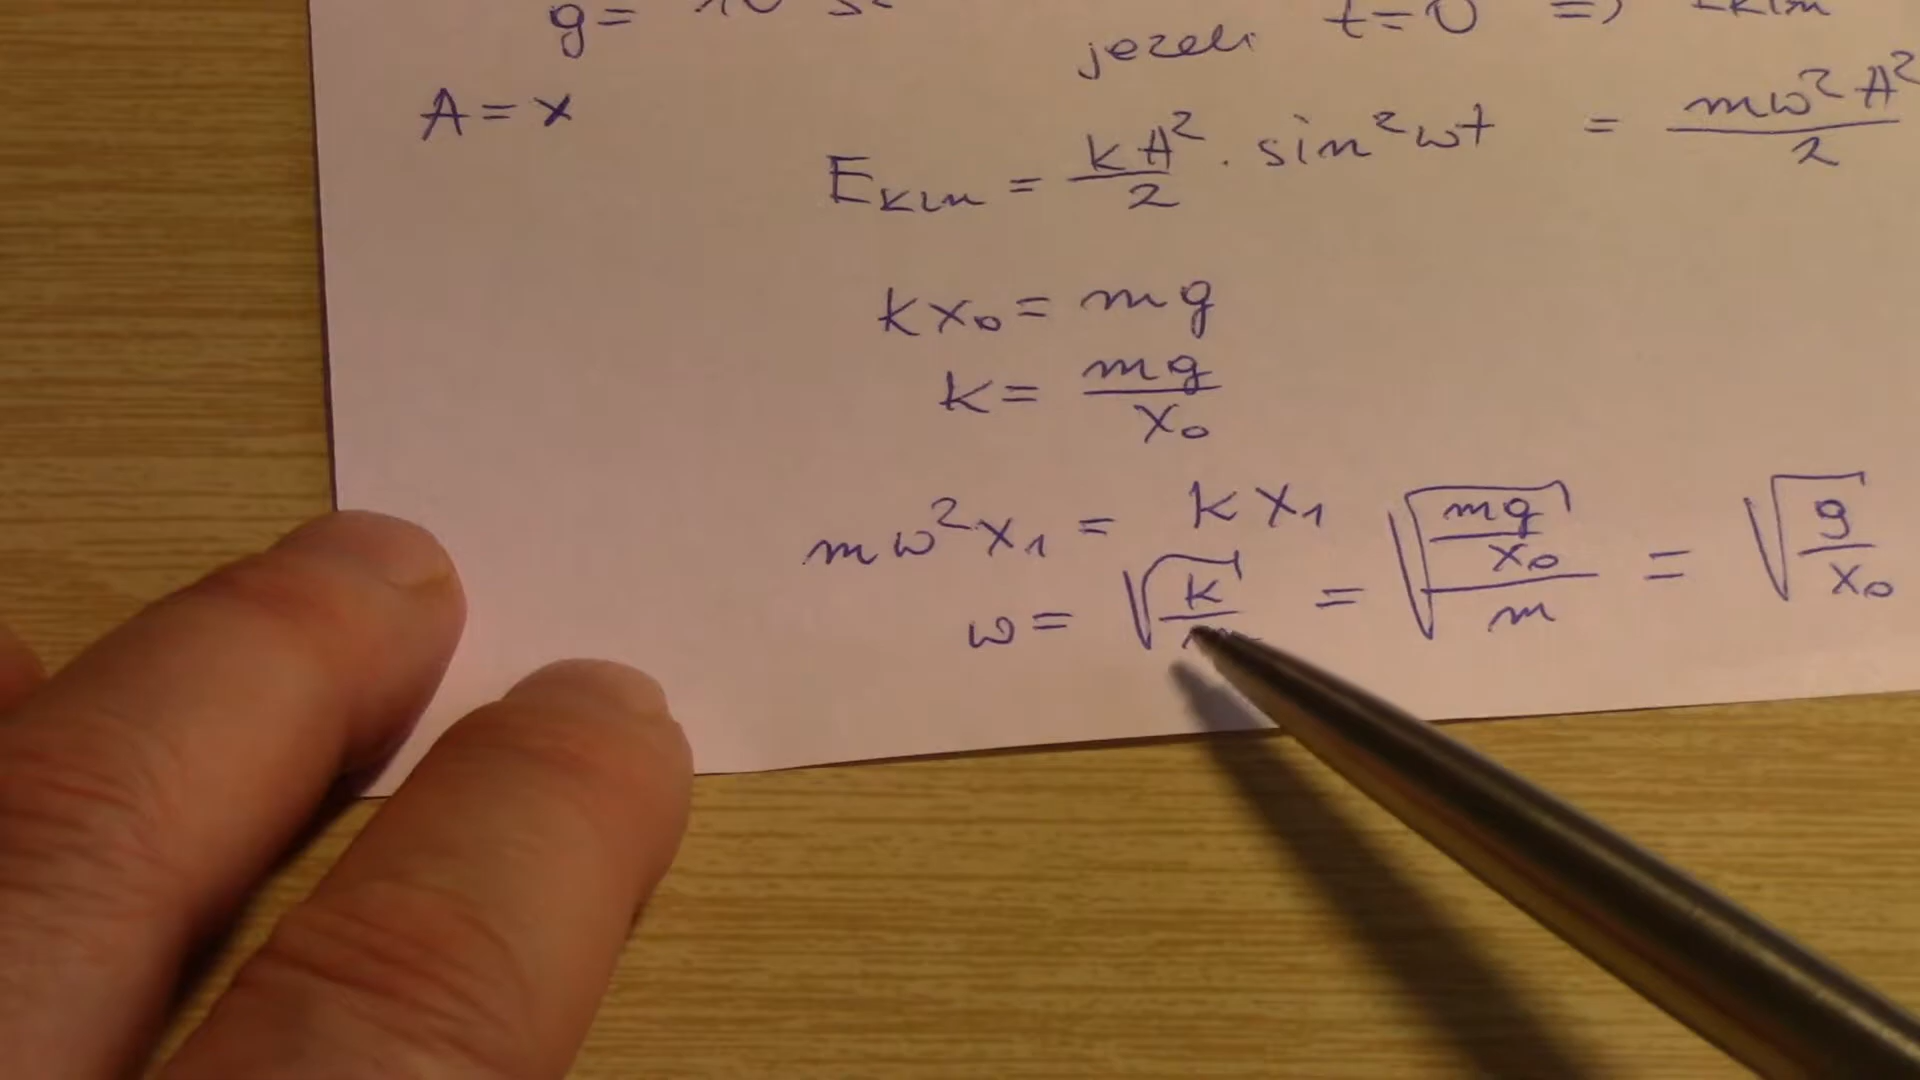 g =
jeżeli t=0 =>
A = x
E_kin = kA²/2 · sin²ωt = mω²A²/2
kx₀ = mg
k = mg/x₀
mω²x₁ = kx₁
ω = √(k/m) = √((mg/x₀)/m) = √(g/x₀)